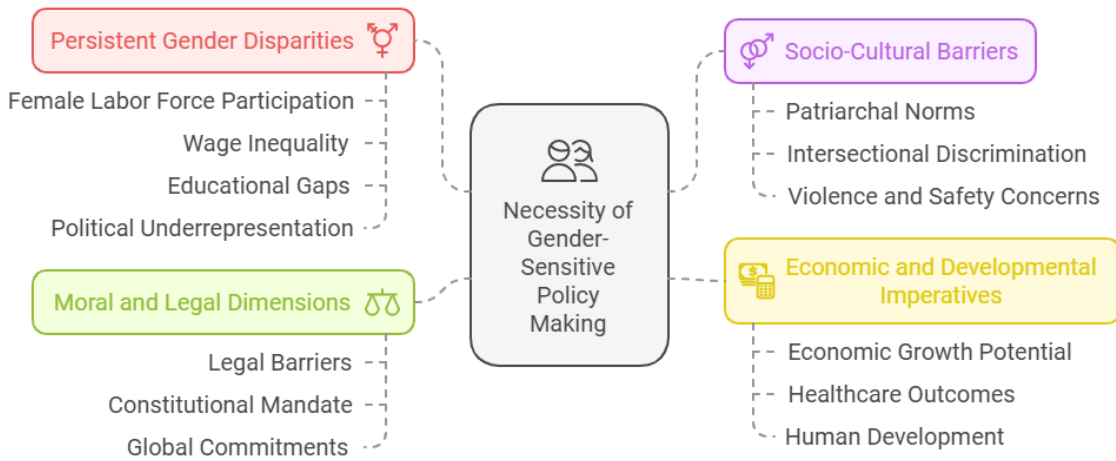 Persistent Gender Disparities
Female Labor Force Participation
Wage Inequality
Educational Gaps
Political Underrepresentation
Moral and Legal Dimensions
Legal Barriers
Constitutional Mandate
Global Commitments
Necessity of
Gender-
Sensitive
Policy
Making
Socio-Cultural Barriers
Patriarchal Norms
Intersectional Discrimination
Violence and Safety Concerns
Economic and Developmental
Imperatives
Economic Growth Potential
Healthcare Outcomes
Human Development